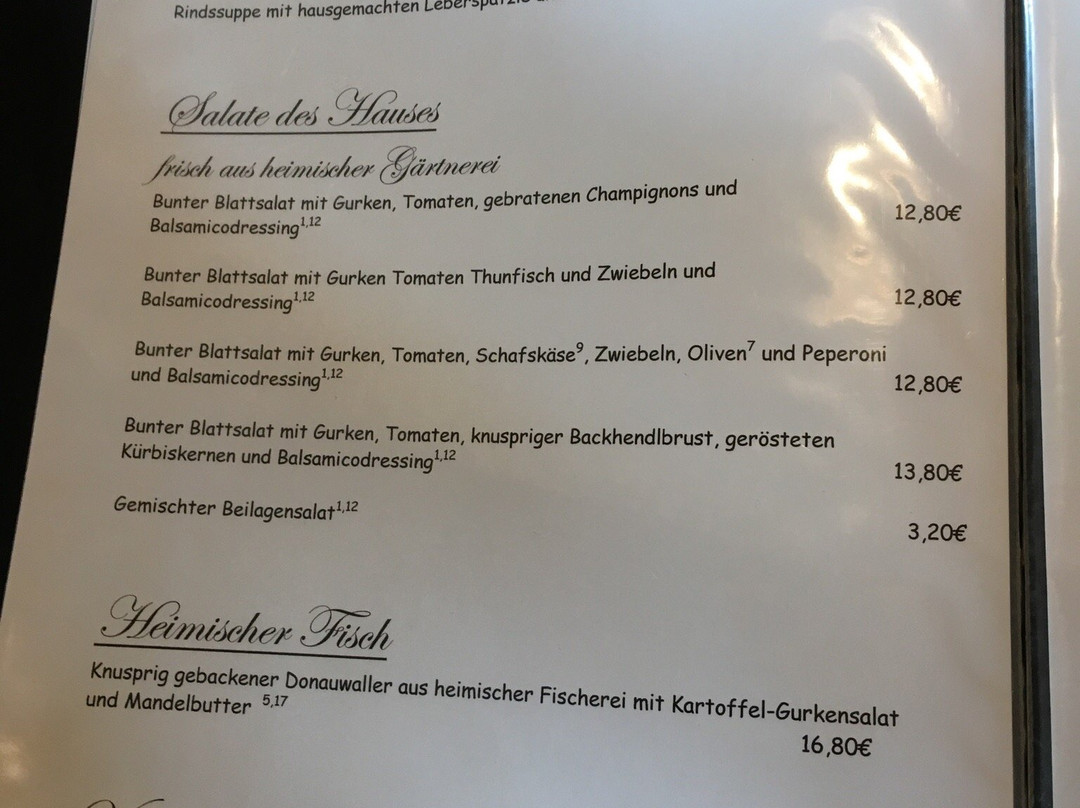 Rindssuppe mit hausgemachten Leberspätzle
Salate des Hauses
frisch aus heimischer Gärtnerei
Bunter Blattsalat mit Gurken, Tomaten, gebratenen Champignons und
Balsamicodressing1,12
12,80€
Bunter Blattsalat mit Gurken Tomaten Thunfisch und Zwiebeln und
Balsamicodressing1,12
12,80€
Bunter Blattsalat mit Gurken, Tomaten, Schafskäse9, Zwiebeln, Oliven7 und Peperoni
und Balsamicodressing1,12
12,80€
Bunter Blattsalat mit Gurken, Tomaten, knuspriger Backhendlbrust, gerösteten
Kürbiskernen und Balsamicodressing1,12
13,80€
Gemischter Beilagensalat1,12
3,20€
Heimischer Fisch
Knusprig gebackener Donauwaller aus heimischer Fischerei mit Kartoffel-Gurkensalat
und Mandelbutter 5,17
16,80€